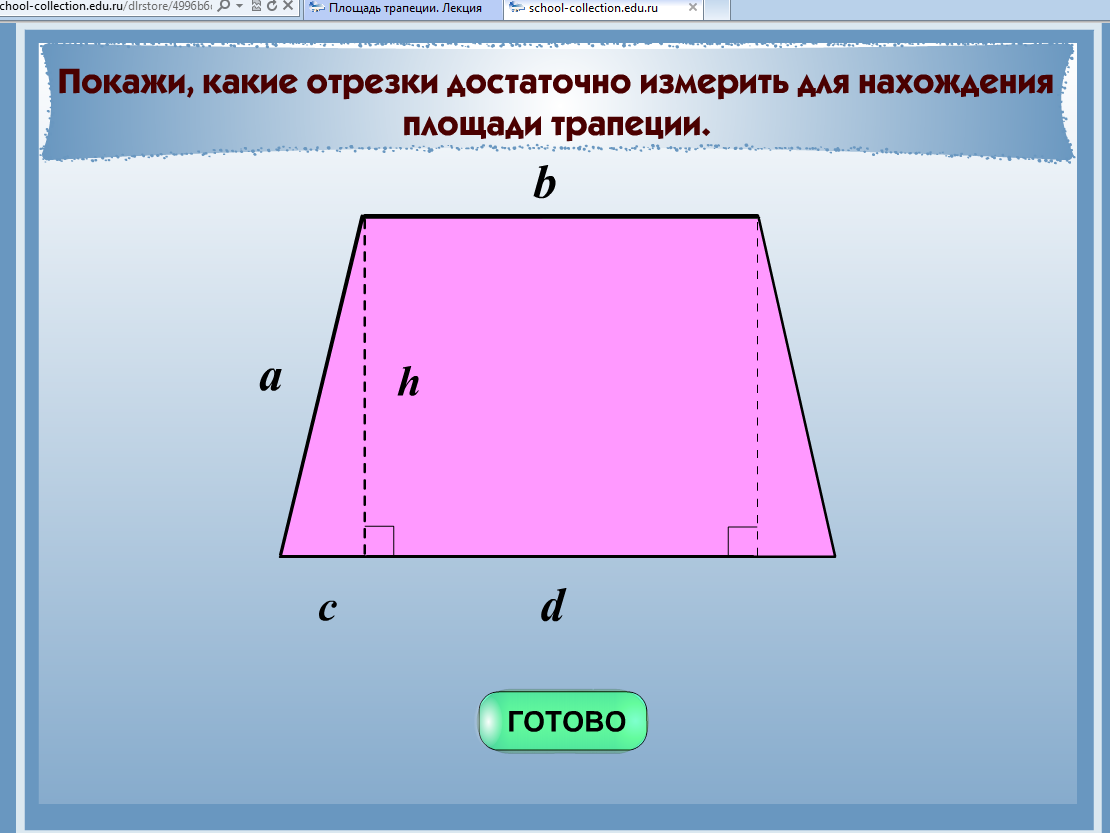 chool-collection.edu.ru/dlrstore/4996b6
Площадь трапеции. Лекция
school-collection.edu.ru
Покажи, какие отрезки достаточно измерить для нахождения
площади трапеции.
b
a
h
c
d
ГОТОВО